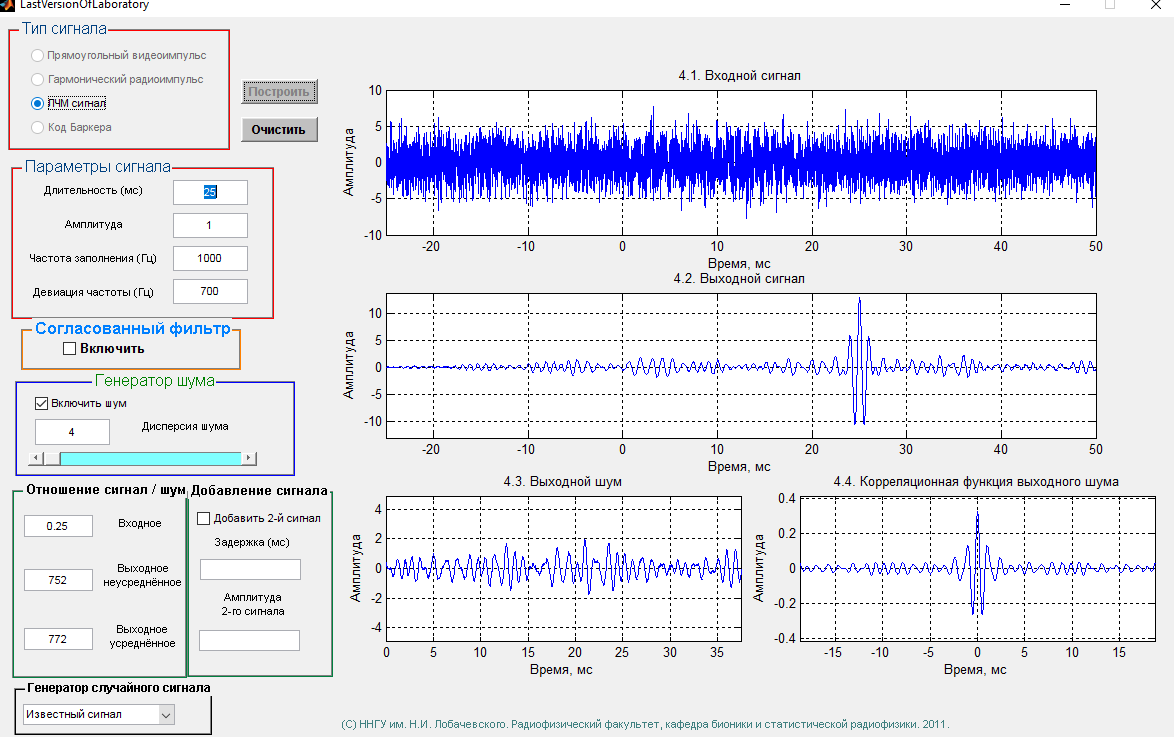 LastVersionOfLaboratory
Тип сигнала
Прямоугольный видеоимпульс
Гармонический радиоимпульс
ЛЧМ сигнал
Код Баркера
Построить
Очистить
Параметры сигнала
Длительность (мс)
25
Амплитуда
1
Частота заполнения (Гц)
1000
Девиация частоты (Гц)
700
Согласованный фильтр
Включить
Генератор шума
Включить шум
4
Дисперсия шума
Отношение сигнал / шум
0.25
Входное
752
Выходное
неусреднённое
772
Выходное
усреднённое
Добавление сигнала
Добавить 2-й сигнал
Задержка (мс)
Амплитуда
2-го сигнала
Генератор случайного сигнала
Известный сигнал
4.1. Входной сигнал
Амплитуда
10
5
0
-5
-10
-20 -10 0 10 20 30 40 50
Время, мс
4.2. Выходной сигнал
Амплитуда
10
5
0
-5
-10
-20 -10 0 10 20 30 40 50
Время, мс
4.3. Выходной шум
Амплитуда
4
2
0
-2
-4
0 5 10 15 20 25 30 35
Время, мс
4.4. Корреляционная функция выходного шума
Амплитуда
0.4
0.2
0
-0.2
-0.4
-15 -10 -5 0 5 10 15
Время, мс
(C) ННГУ им. Н.И. Лобачевского. Радиофизический факультет, кафедра бионики и статистической радиофизики. 2011.